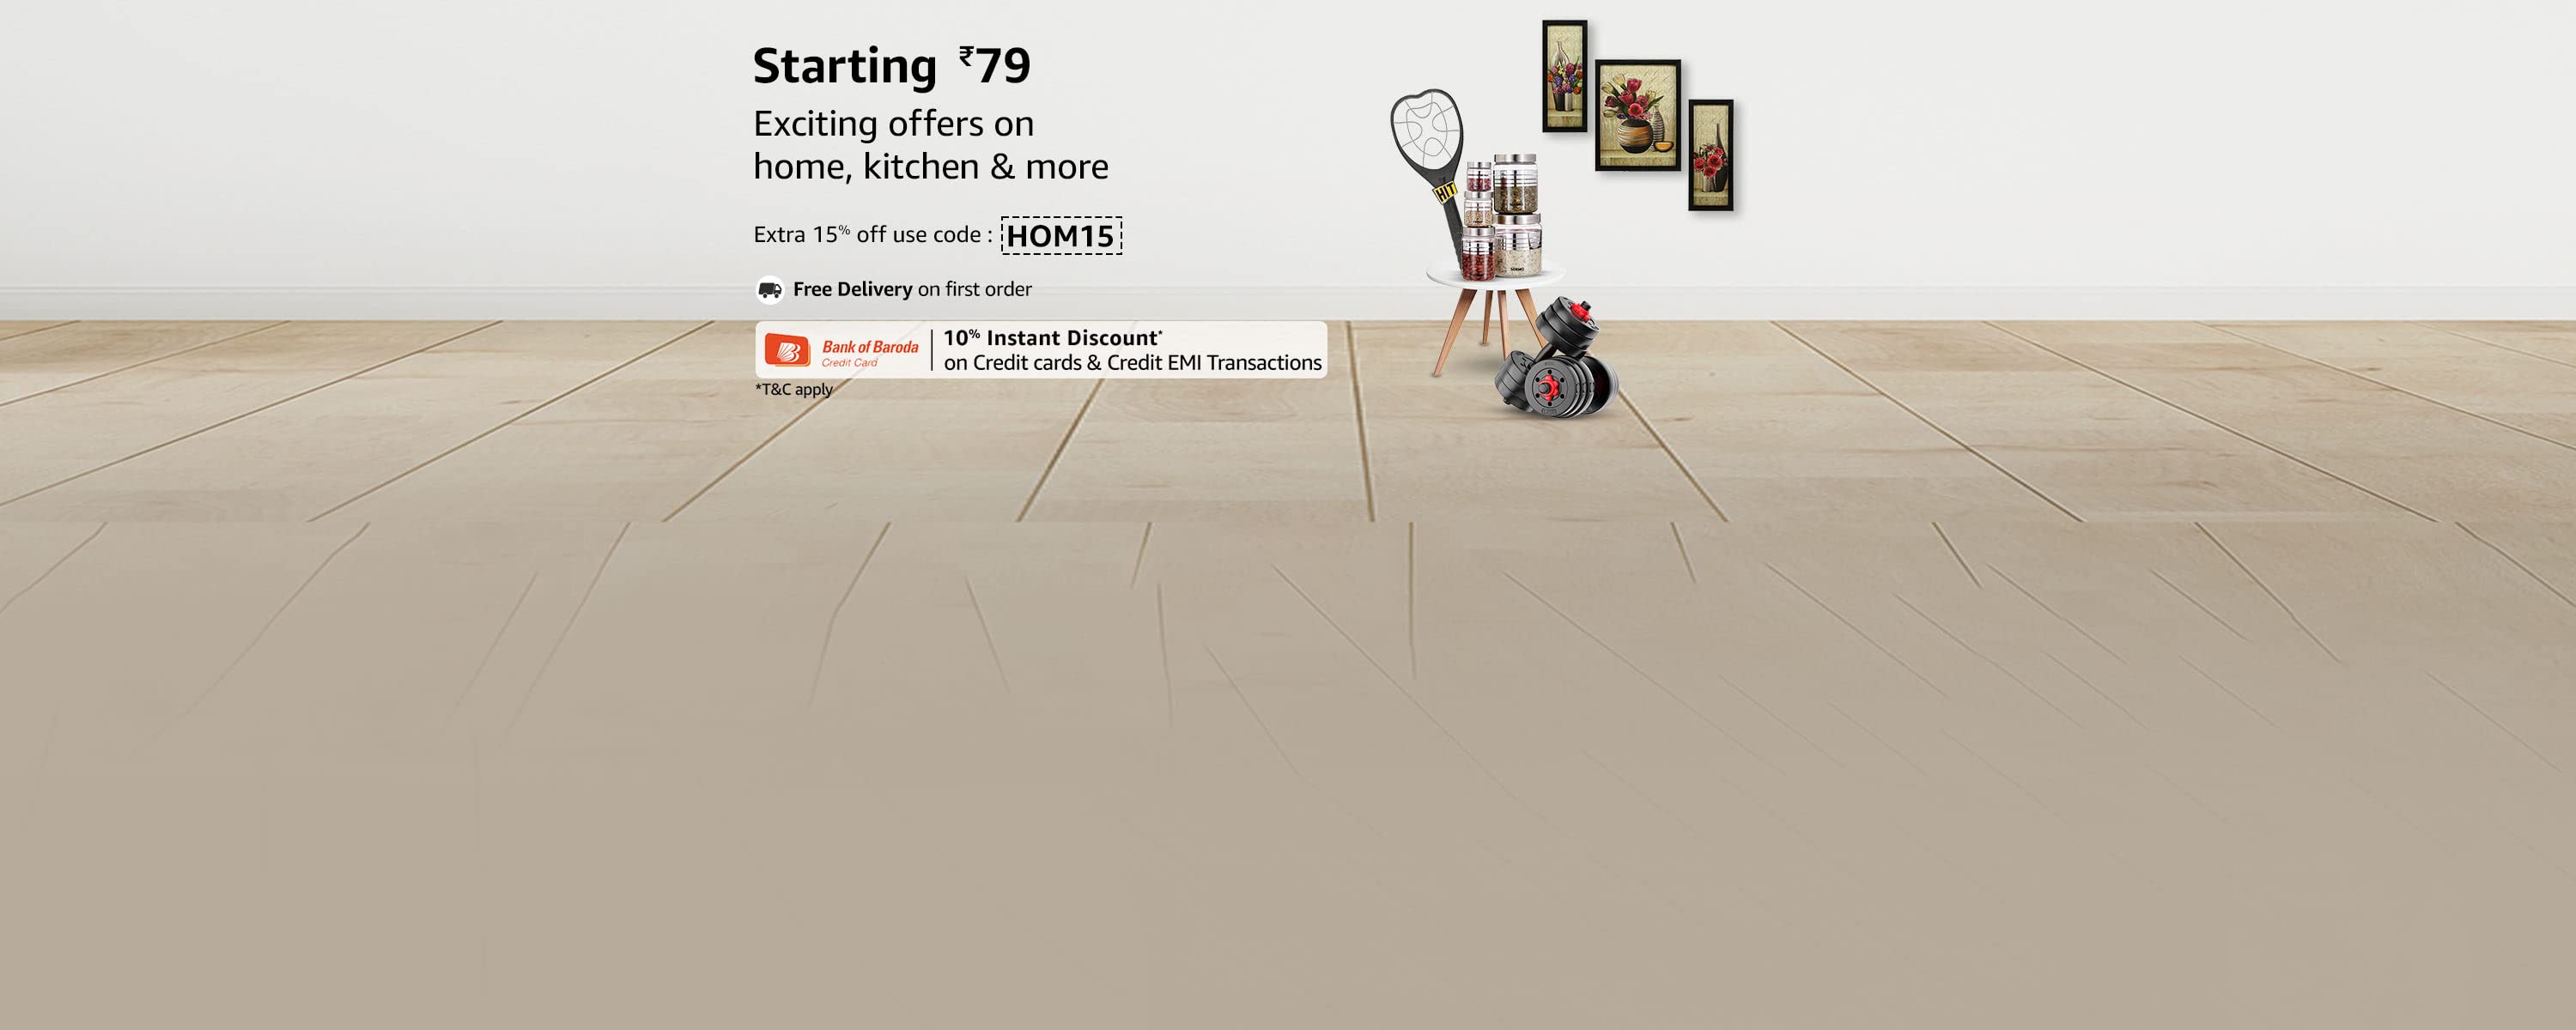 Starting ₹79
Exciting offers on
home, kitchen & more
Extra 15% off use code : HOM15
Free Delivery on first order
Bank of Baroda
Credit Card
10% Instant Discount*
on Credit cards & Credit EMI Transactions
*T&C apply
HIT